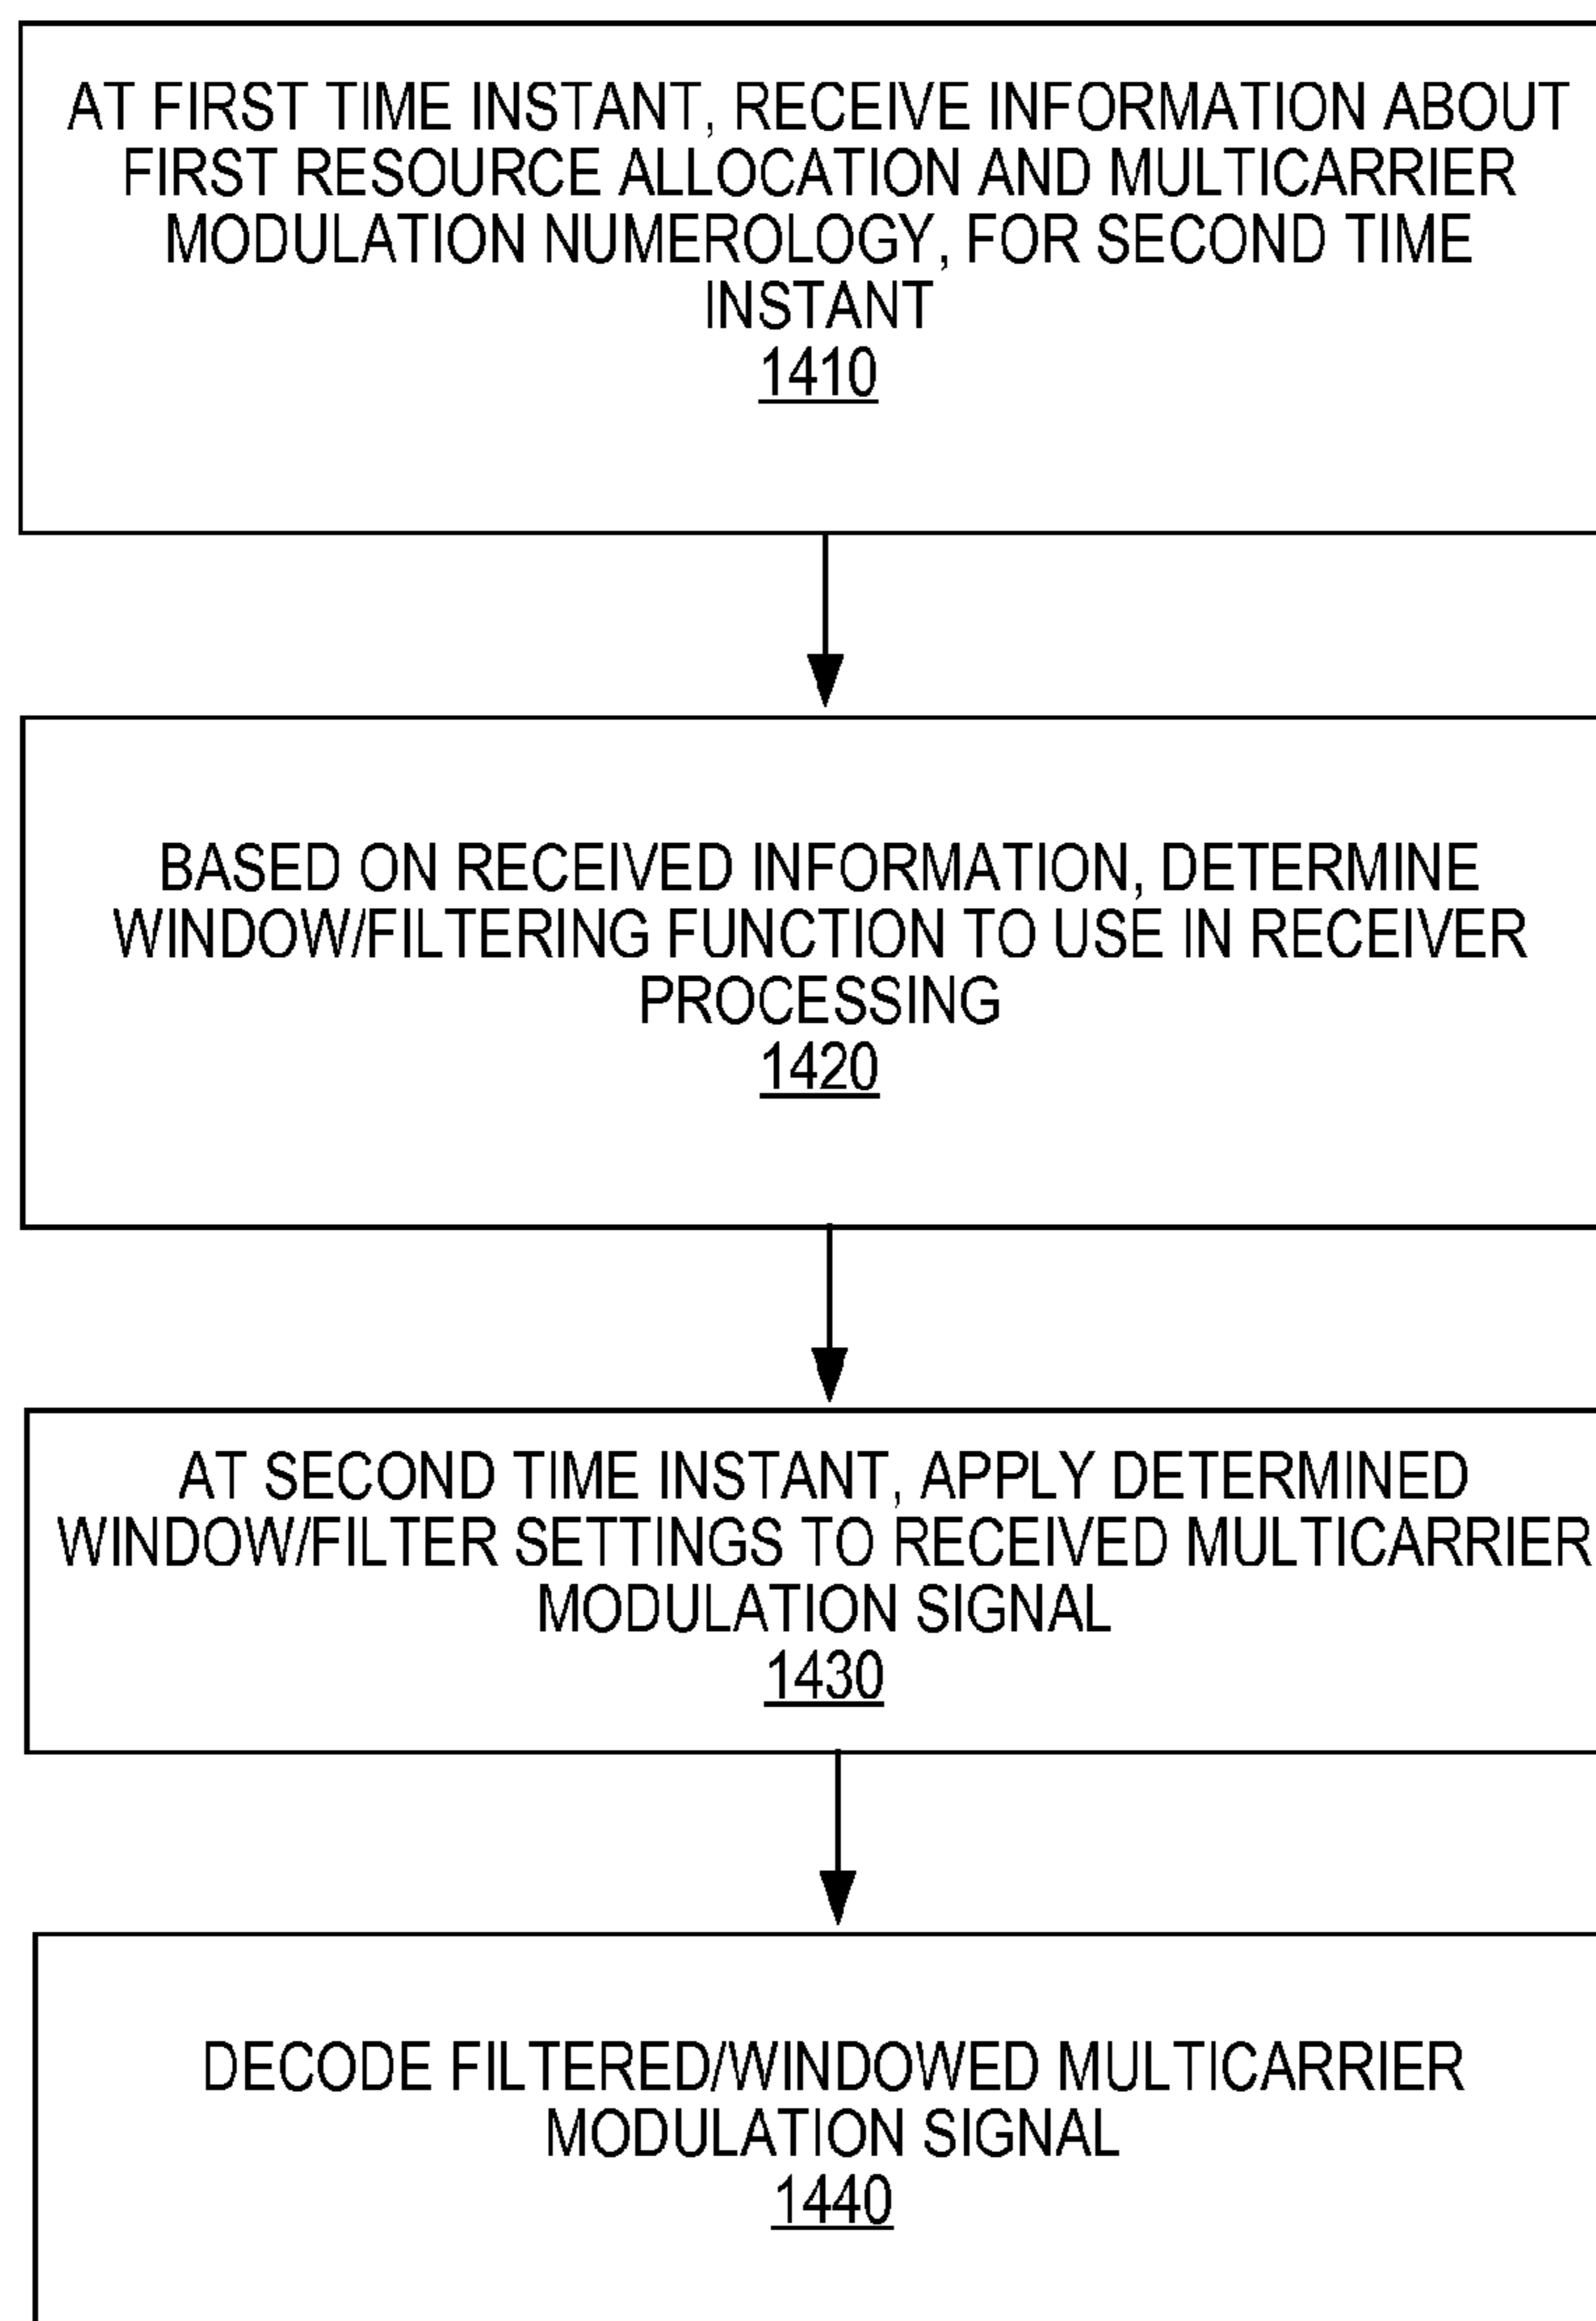 AT FIRST TIME INSTANT, RECEIVE INFORMATION ABOUT
FIRST RESOURCE ALLOCATION AND MULTICARRIER
MODULATION NUMEROLOGY, FOR SECOND TIME
INSTANT
1410
BASED ON RECEIVED INFORMATION, DETERMINE
WINDOW/FILTERING FUNCTION TO USE IN RECEIVER
PROCESSING
1420
AT SECOND TIME INSTANT, APPLY DETERMINED
WINDOW/FILTER SETTINGS TO RECEIVED MULTICARRIER
MODULATION SIGNAL
1430
DECODE FILTERED/WINDOWED MULTICARRIER
MODULATION SIGNAL
1440